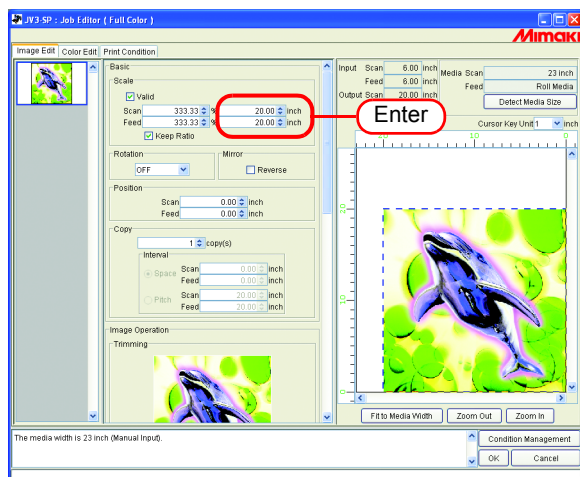 JV3-SP : Job Editor ( Full Color )
Mimaki
Image Edit Color Edit Print Condition
Basic
Scale
Valid
Scan 333.33 % 20.00 inch
Feed 333.33 % 20.00 inch
Keep Ratio
Enter
Rotation
OFF
Mirror
Reverse
Position
Scan 0.00 inch
Feed 0.00 inch
Copy
1 copy(s)
Interval
Space Scan 0.00 inch
Feed 0.00 inch
Pitch Scan 20.00 inch
Feed 20.00 inch
Image Operation
Trimming
Input Scan 6.00 inch
Feed 6.00 inch
Output Scan 20.00 inch
Media Scan 23 inch
Feed Roll Media
Detect Media Size
Cursor Key Unit 1 inch
20 10 0
20
10
0
Fit to Media Width Zoom Out Zoom In
The media width is 23 inch (Manual Input).
Condition Management
OK Cancel